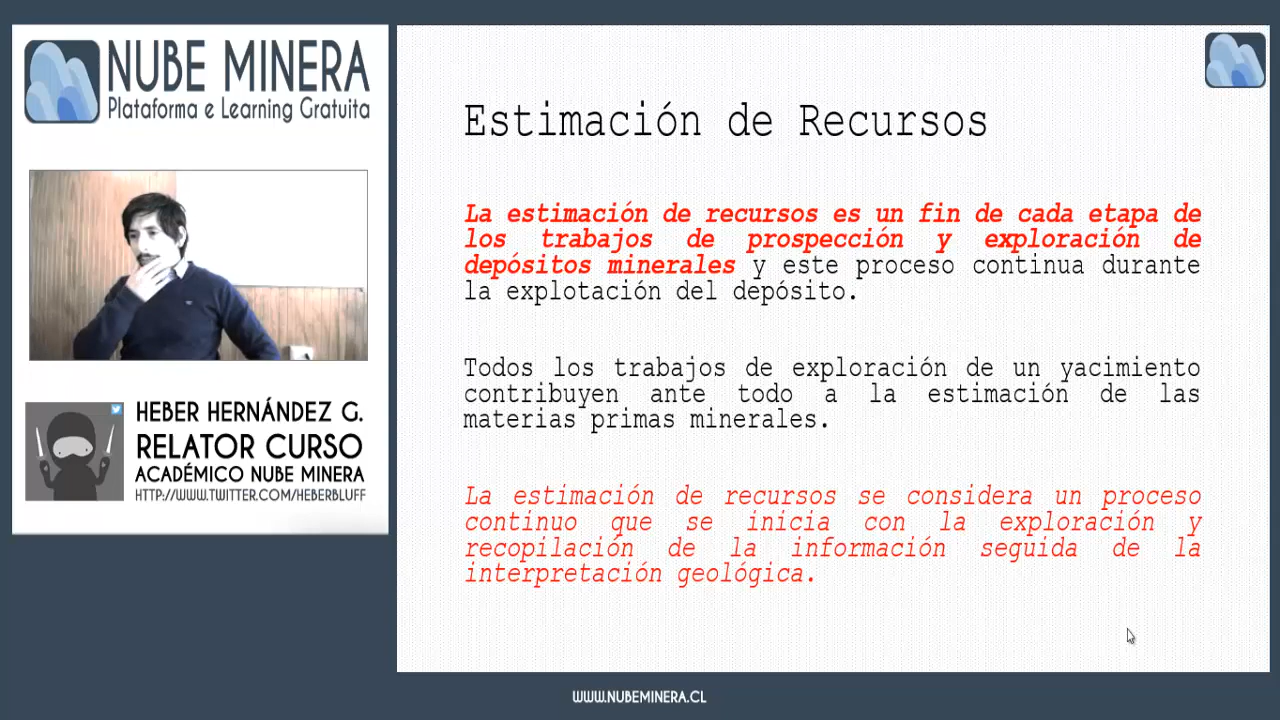 NUBE MINERA
Plataforma e Learning Gratuita
HEBER HERNÁNDEZ G.
RELATOR CURSO
ACADÉMICO NUBE MINERA
HTTP://WWW.TWITTER.COM/HEBERBLUFF
Estimación de Recursos
La estimación de recursos es un fin de cada etapa de
los trabajos de prospección y exploración de
depósitos minerales y este proceso continua durante
la explotación del depósito.
Todos los trabajos de exploración de un yacimiento
contribuyen ante todo a la estimación de las
materias primas minerales.
La estimación de recursos se considera un proceso
continuo que se inicia con la exploración y
recopilación de la información seguida de la
interpretación geológica.
WWW.NUBEMINERA.CL